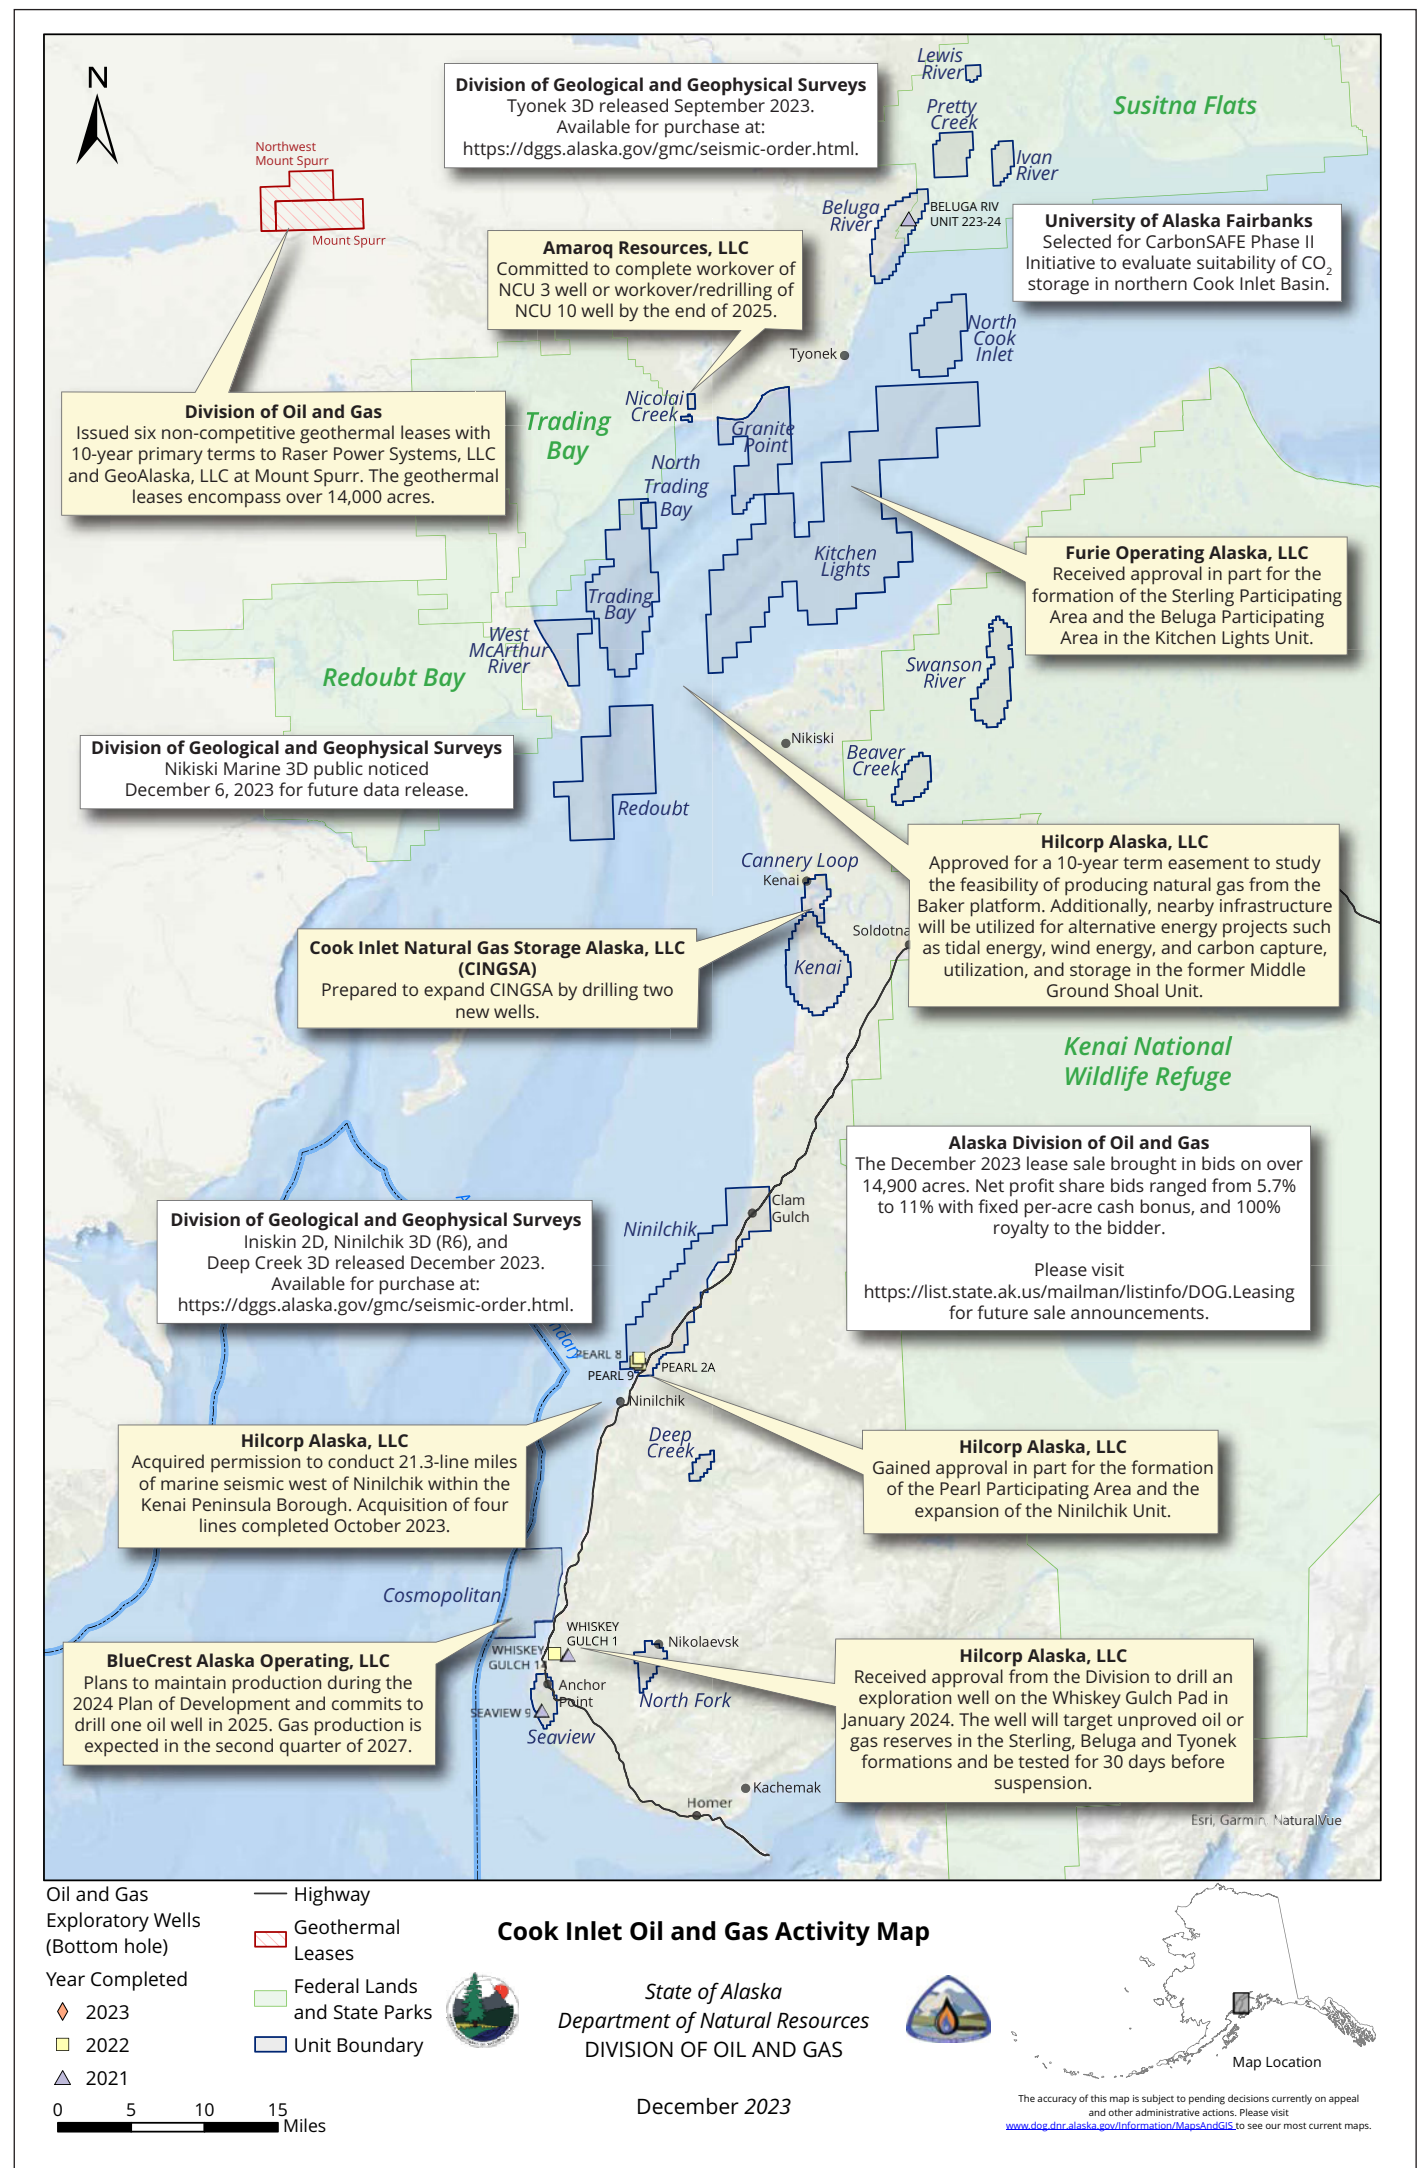 N
Lewis
River
Division of Geological and Geophysical Surveys
Tyonek 3D released September 2023.
Available for purchase at:
https://dggs.alaska.gov/gmc/seismic-order.html.
Susitna Flats
Pretty
Creek
Ivan
River
Northwest
Mount Spurr
Mount Spurr
Beluga
River
BELUGA RIV
UNIT 223-24
University of Alaska Fairbanks
Selected for CarbonSAFE Phase II
Initiative to evaluate suitability of CO2
storage in northern Cook Inlet Basin.
Amaroq Resources, LLC
Committed to complete workover of
NCU 3 well or workover/redrilling of
NCU 10 well by the end of 2025.
North
Cook
Inlet
Tyonek
Nicolai
Creek
Trading
Bay
Granite
Point
Division of Oil and Gas
Issued six non-competitive geothermal leases with
10-year primary terms to Raser Power Systems, LLC
and GeoAlaska, LLC at Mount Spurr. The geothermal
leases encompass over 14,000 acres.
North
Trading
Bay
Kitchen
Lights
Furie Operating Alaska, LLC
Received approval in part for the
formation of the Sterling Participating
Area and the Beluga Participating
Area in the Kitchen Lights Unit.
Trading
Bay
West
McArthur
River
Redoubt Bay
Swanson
River
Nikiski
Beaver
Creek
Division of Geological and Geophysical Surveys
Nikiski Marine 3D public noticed
December 6, 2023 for future data release.
Redoubt
Hilcorp Alaska, LLC
Approved for a 10-year term easement to study
the feasibility of producing natural gas from the
Baker platform. Additionally, nearby infrastructure
will be utilized for alternative energy projects such
as tidal energy, wind energy, and carbon capture,
utilization, and storage in the former Middle
Ground Shoal Unit.
Cannery Loop
Kenai
Soldotna
Cook Inlet Natural Gas Storage Alaska, LLC
(CINGSA)
Prepared to expand CINGSA by drilling two
new wells.
Kenai
Kenai National
Wildlife Refuge
Alaska Division of Oil and Gas
The December 2023 lease sale brought in bids on over
14,900 acres. Net profit share bids ranged from 5.7%
to 11% with fixed per-acre cash bonus, and 100%
royalty to the bidder.
Please visit
https://list.state.ak.us/mailman/listinfo/DOG.Leasing
for future sale announcements.
Clam
Gulch
Ninilchik
Division of Geological and Geophysical Surveys
Iniskin 2D, Ninilchik 3D (R6), and
Deep Creek 3D released December 2023.
Available for purchase at:
https://dggs.alaska.gov/gmc/seismic-order.html.
ndary
PEARL 8
PEARL 9
PEARL 2A
Ninilchik
Deep
Creek
Hilcorp Alaska, LLC
Acquired permission to conduct 21.3-line miles
of marine seismic west of Ninilchik within the
Kenai Peninsula Borough. Acquisition of four
lines completed October 2023.
Hilcorp Alaska, LLC
Gained approval in part for the formation
of the Pearl Participating Area and the
expansion of the Ninilchik Unit.
Cosmopolitan
WHISKEY
GULCH 1
WHISKEY
GULCH 14
Nikolaevsk
BlueCrest Alaska Operating, LLC
Plans to maintain production during the
2024 Plan of Development and commits to
drill one oil well in 2025. Gas production is
expected in the second quarter of 2027.
Anchor
Point
SEAVIEW 9
Seaview
North Fork
Hilcorp Alaska, LLC
Received approval from the Division to drill an
exploration well on the Whiskey Gulch Pad in
January 2024. The well will target unproved oil or
gas reserves in the Sterling, Beluga and Tyonek
formations and be tested for 30 days before
suspension.
Kachemak
Homer
Esri, Garmin, NaturalVue
Oil and Gas
Exploratory Wells
(Bottom hole)
Year Completed
2023
2022
2021
0 5 10 15
Miles
Highway
Geothermal
Leases
Federal Lands
and State Parks
Unit Boundary
Cook Inlet Oil and Gas Activity Map
State of Alaska
Department of Natural Resources
DIVISION OF OIL AND GAS
December 2023
Map Location
The accuracy of this map is subject to pending decisions currently on appeal
and other administrative actions. Please visit
www.dog.dnr.alaska.gov/Information/MapsAndGIS to see our most current maps.